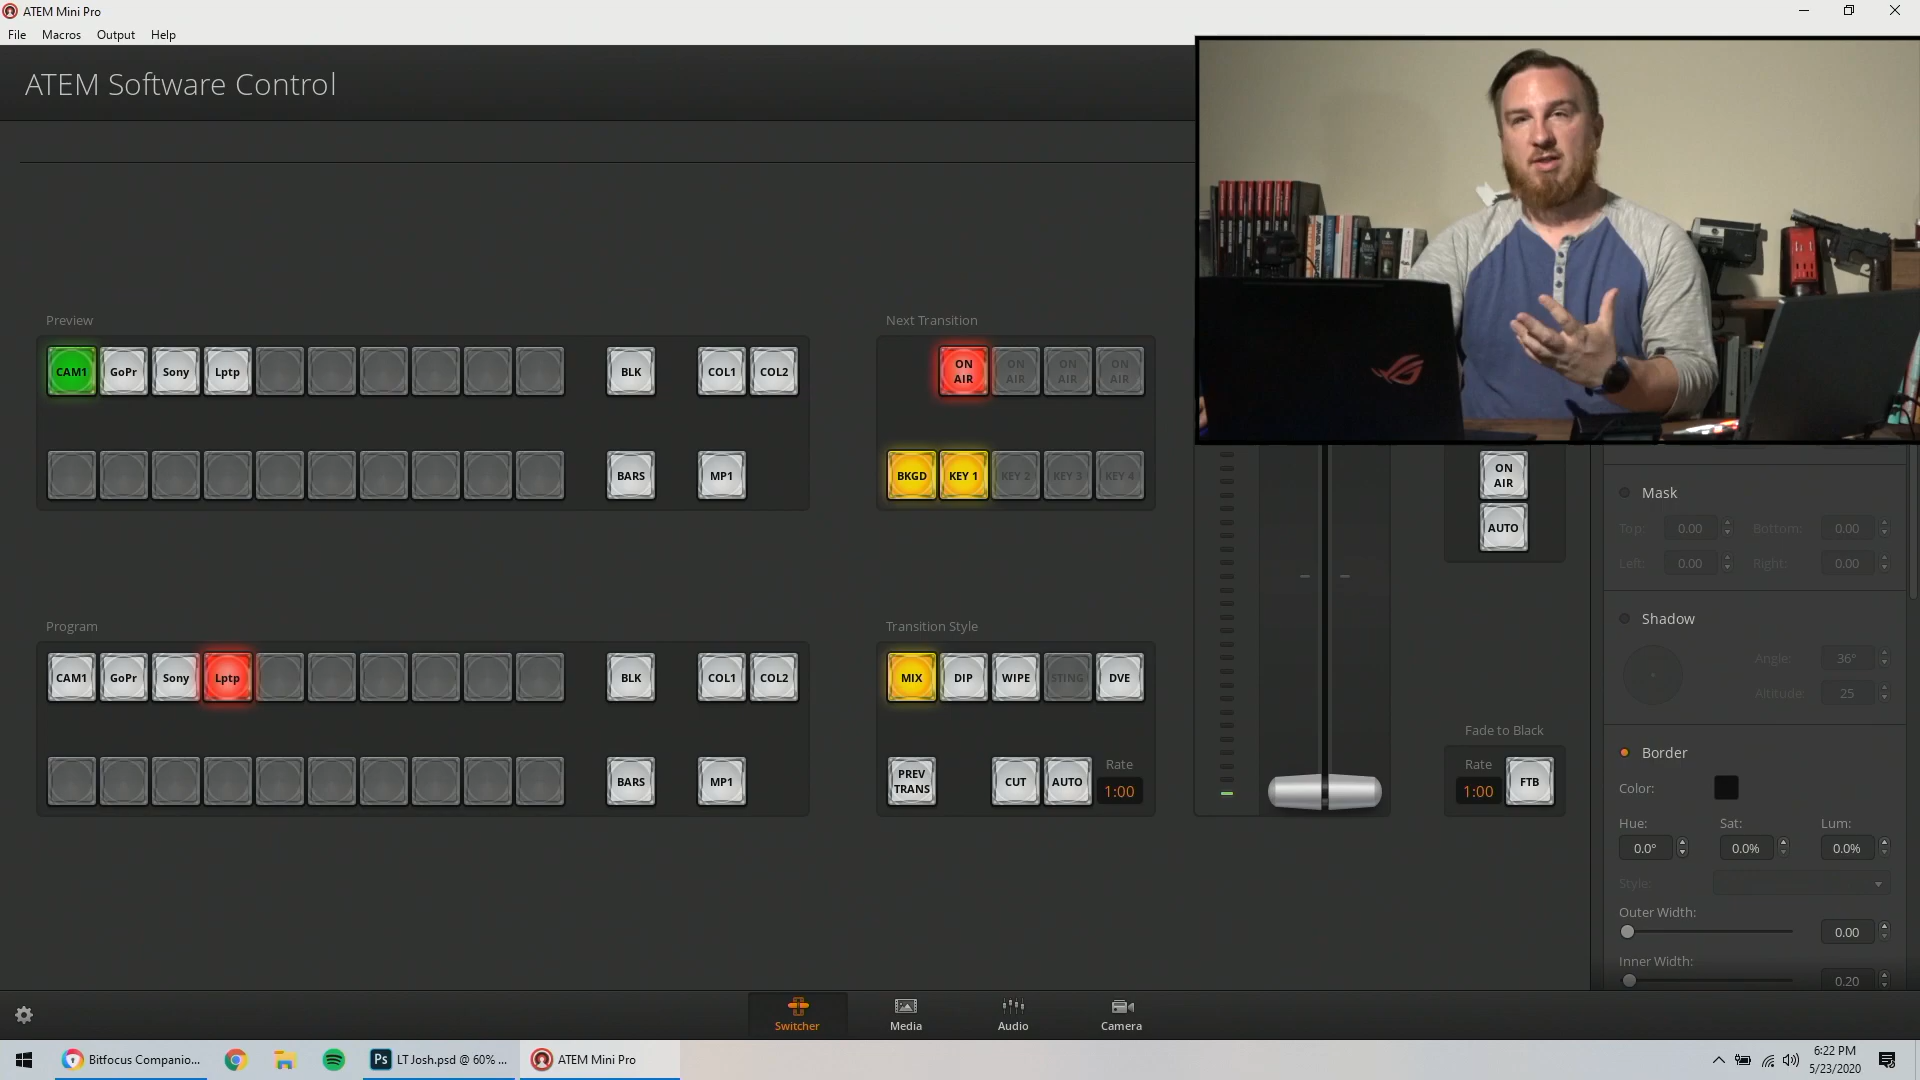 ATEM Mini Pro
File Macros Output Help
ATEM Software Control
Preview
CAM1 GoPr Sony Lptp BLK COL1 COL2
BARS MP1
Next Transition
ON AIR ON AIR ON AIR ON AIR
BKGD KEY 1 KEY 2 KEY 3 KEY 4
ON AIR
AUTO
Program
CAM1 GoPr Sony Lptp BLK COL1 COL2
BARS MP1
Transition Style
MIX DIP WIPE STING DVE
PREV TRANS CUT AUTO Rate 1:00
Fade to Black
Rate 1:00 FTB
Mask
Top: 0.00 Bottom: 0.00
Left: 0.00 Right: 0.00
Shadow
Angle: 36°
Altitude: 25
Border
Color:
Hue: Sat: Lum:
0.0° 0.0% 0.0%
Style:
Outer Width:
0.00
Inner Width:
0.20
Switcher Media Audio Camera
Bitfocus Companio... Ps LT Josh.psd @ 60% ... ATEM Mini Pro
6:22 PM
5/23/2020